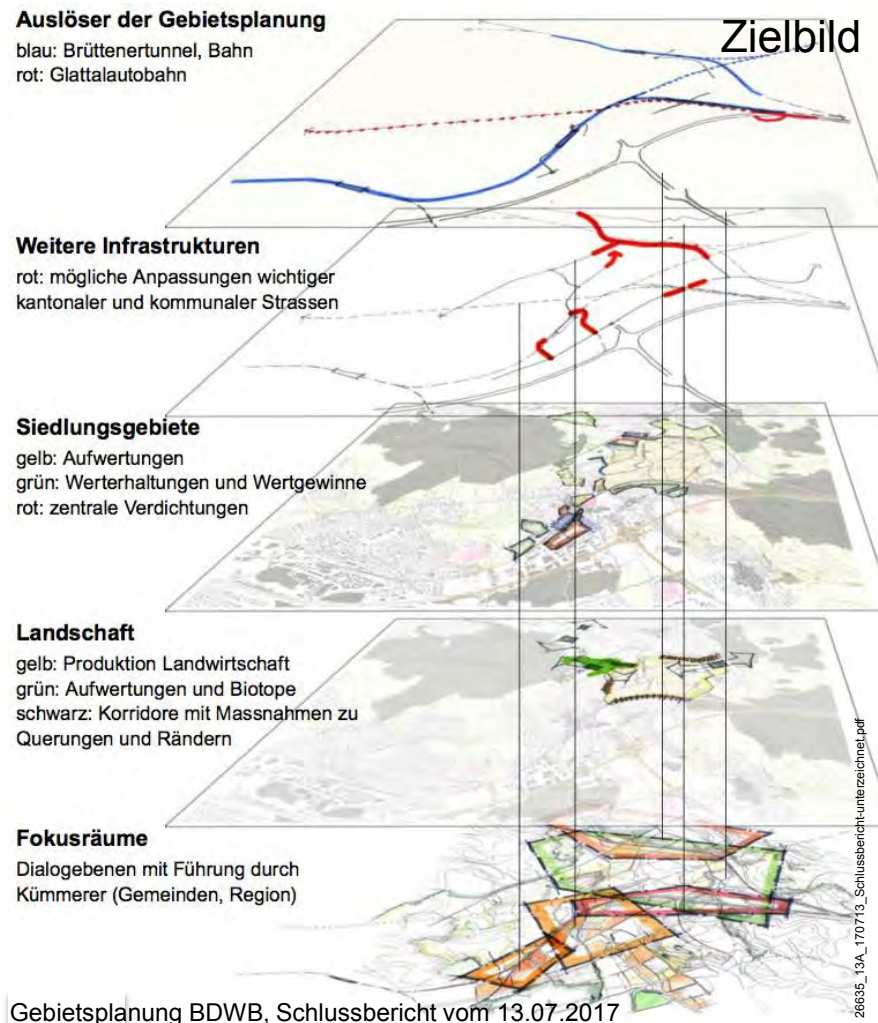 Zielbild
Auslöser der Gebietsplanung
blau: Brüttenertunnel, Bahn
rot: Glattalautobahn
Weitere Infrastrukturen
rot: mögliche Anpassungen wichtiger
kantonaler und kommunaler Strassen
Siedlungsgebiete
gelb: Aufwertungen
grün: Werterhaltungen und Wertgewinne
rot: zentrale Verdichtungen
Landschaft
gelb: Produktion Landwirtschaft
grün: Aufwertungen und Biotope
schwarz: Korridore mit Massnahmen zu
Querungen und Rändern
Fokusräume
Dialogebenen mit Führung durch
Kümmerer (Gemeinden, Region)
26635_13A_170713_Schlussbericht-unterzeichnet.pdf
Gebietsplanung BDWB, Schlussbericht vom 13.07.2017